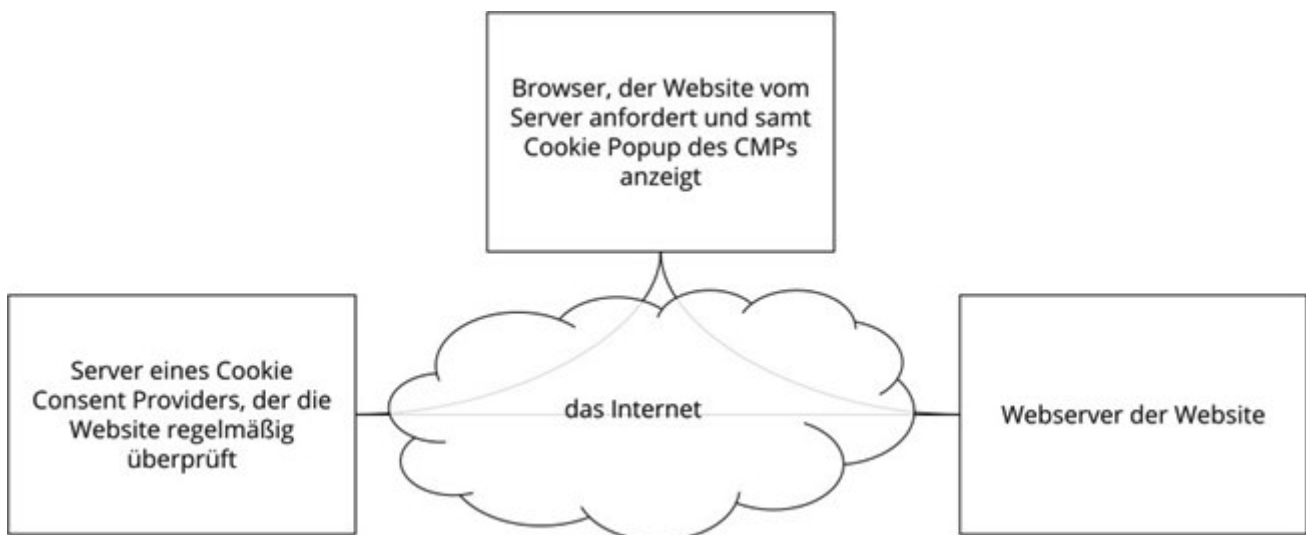 Browser, der Website vom
Server anfordert und samt
Cookie Popup des CMPs
anzeigt
Server eines Cookie
Consent Providers, der die
Website regelmäßig
überprüft
das Internet
Webserver der Website